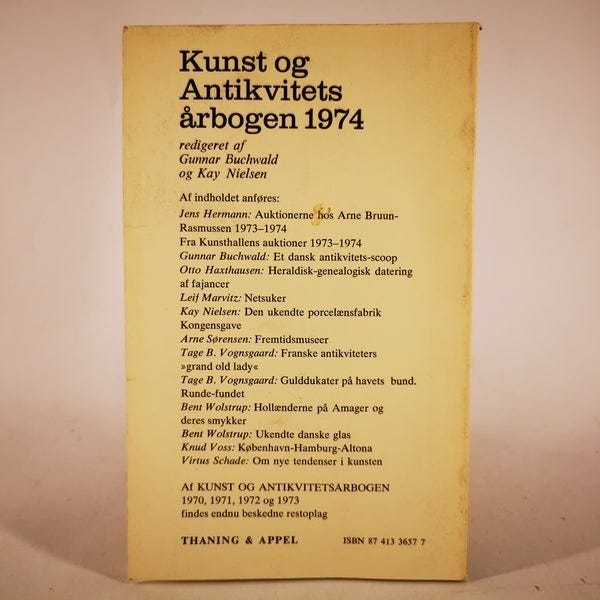 Kunst og
Antikvitets
årbogen 1974
redigeret af
Gunnar Buchwald
og Kay Nielsen
Af indholdet anføres:
Jens Hermann: Auktionerne hos Arne Bruun-
Rasmussen 1973–1974
Fra Kunsthallens auktioner 1973–1974
Gunnar Buchwald: Et dansk antikvitets-scoop
Otto Haxthausen: Heraldisk-genealogisk datering
af fajancer
Leif Marvitz: Netsuker
Kay Nielsen: Den ukendte porcelænsfabrik
Kongensgave
Arne Sørensen: Fremtidsmuseer
Tage B. Vognsgaard: Franske antikviteters
»grand old lady«
Tage B. Vognsgaard: Gulddukater på havets bund.
Runde-fundet
Bent Wolstrup: Hollænderne på Amager og
deres smykker
Bent Wolstrup: Ukendte danske glas
Knud Voss: København-Hamburg-Altona
Virtus Schade: Om nye tendenser i kunsten
Af KUNST OG ANTIKVITETSÅRBOGEN
1970, 1971, 1972 og 1973
findes endnu beskedne restoplag
THANING & APPEL ISBN 87 413 3657 7